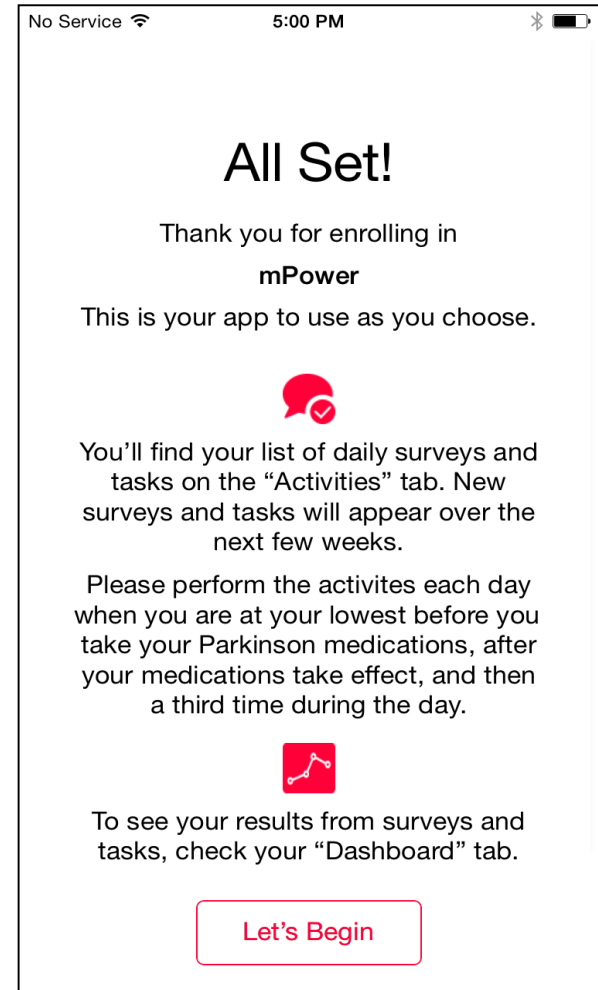 No Service 5:00 PM
All Set!
Thank you for enrolling in
mPower
This is your app to use as you choose.
You’ll find your list of daily surveys and
tasks on the “Activities” tab. New
surveys and tasks will appear over the
next few weeks.
Please perform the activites each day
when you are at your lowest before you
take your Parkinson medications, after
your medications take effect, and then
a third time during the day.
To see your results from surveys and
tasks, check your “Dashboard” tab.
Let’s Begin